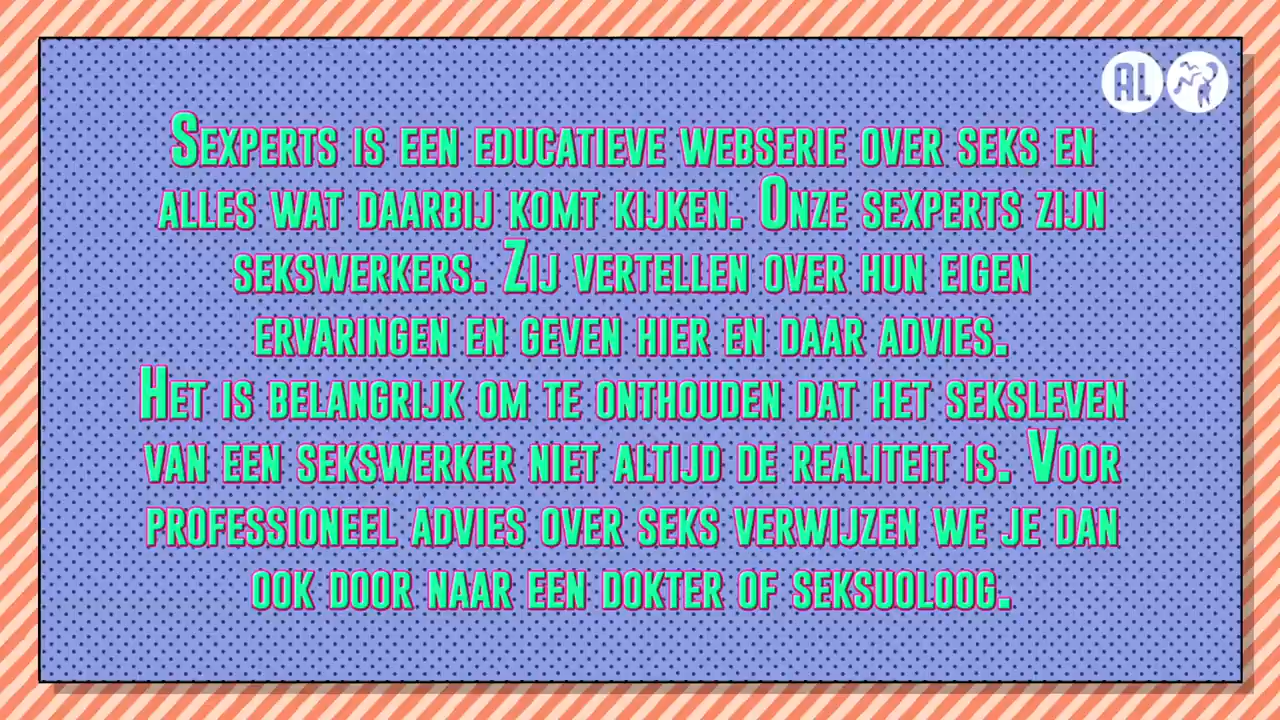 AL
Sexperts is een educatieve webserie over seks en
alles wat daarbij komt kijken. Onze sexperts zijn
sekswerkers. Zij vertellen over hun eigen
ervaringen en geven hier en daar advies.
Het is belangrijk om te onthouden dat het seksleven
van een sekswerker niet altijd de realiteit is. Voor
professioneel advies over seks verwijzen we je dan
ook door naar een dokter of seksuoloog.